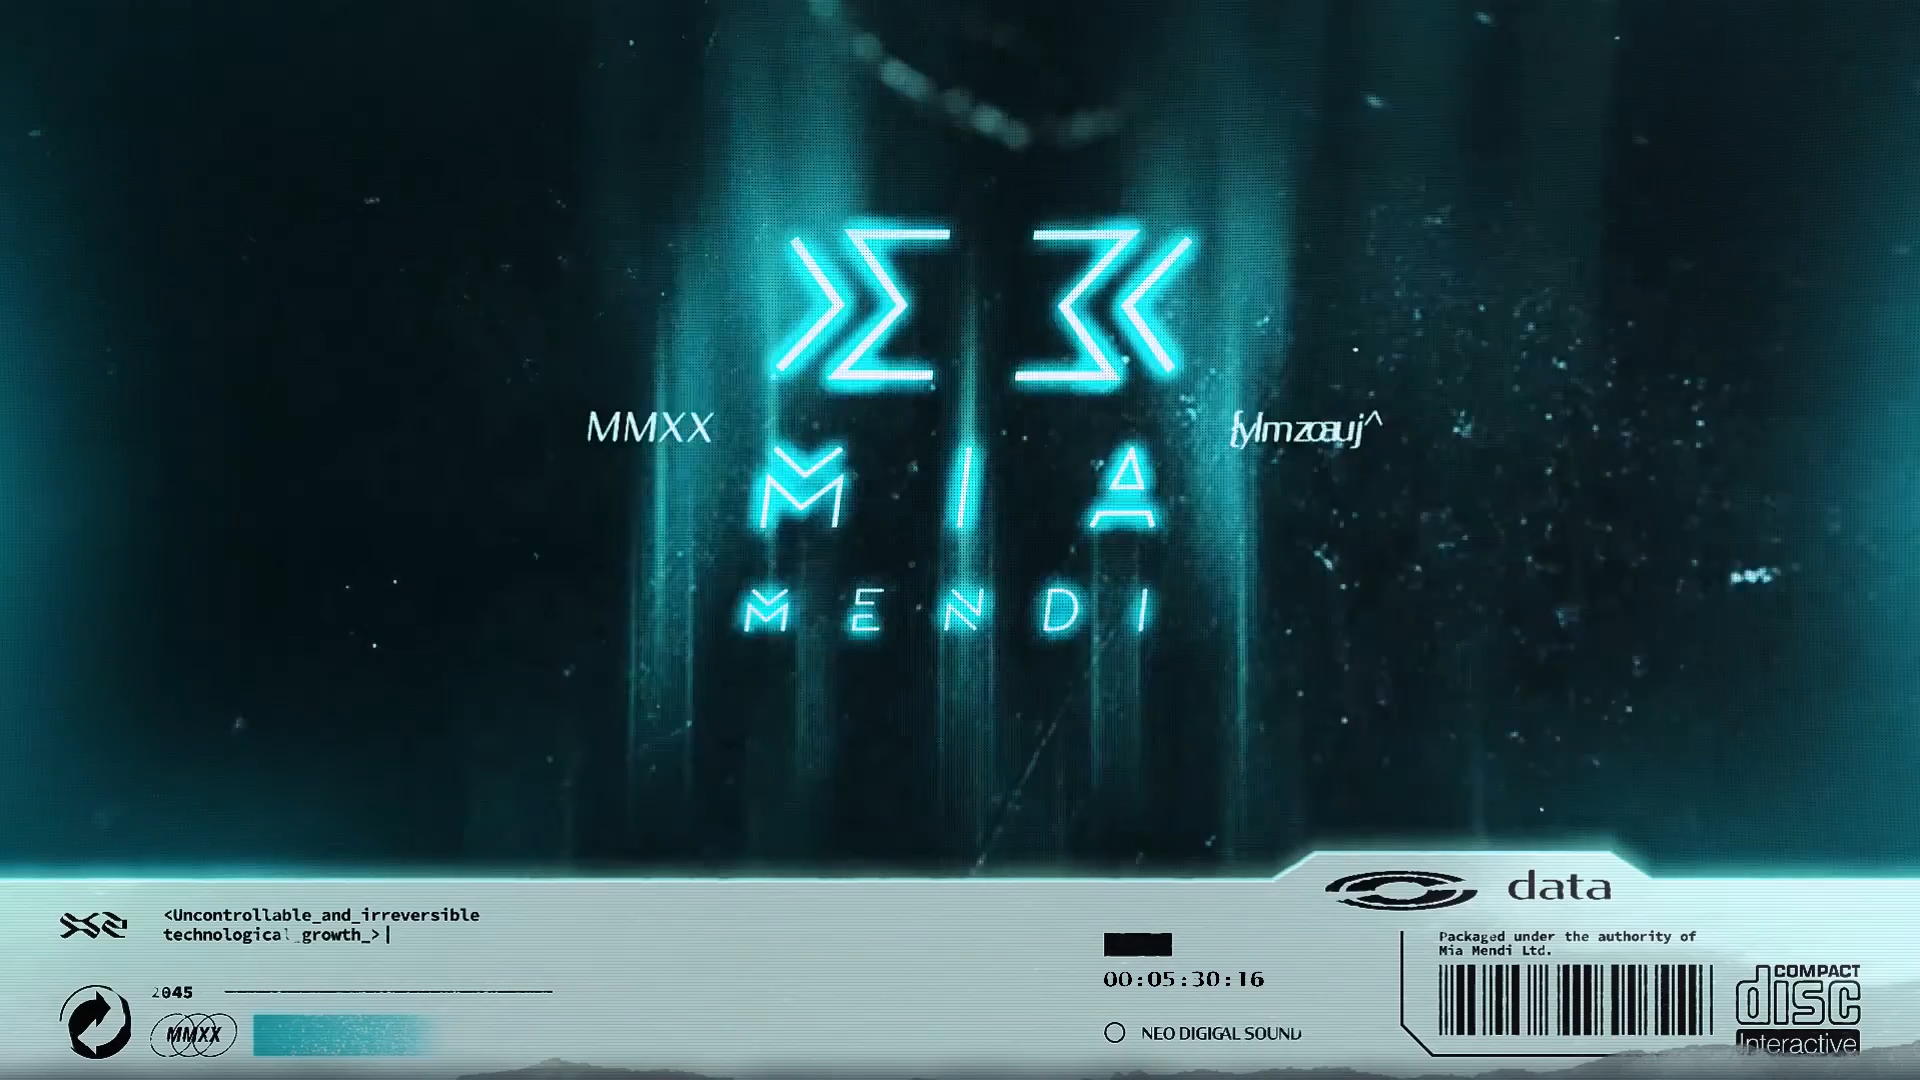 MMXX
{ylmzoauj^
MIA
MENDI
data
<Uncontrollable_and_irreversible
technological_growth_>|
Packaged under the authority of
Mia Mendi Ltd.
00:05:30:16
2045
MMXX
NEO DIGIGAL SOUND
COMPACT
disc
Interactive